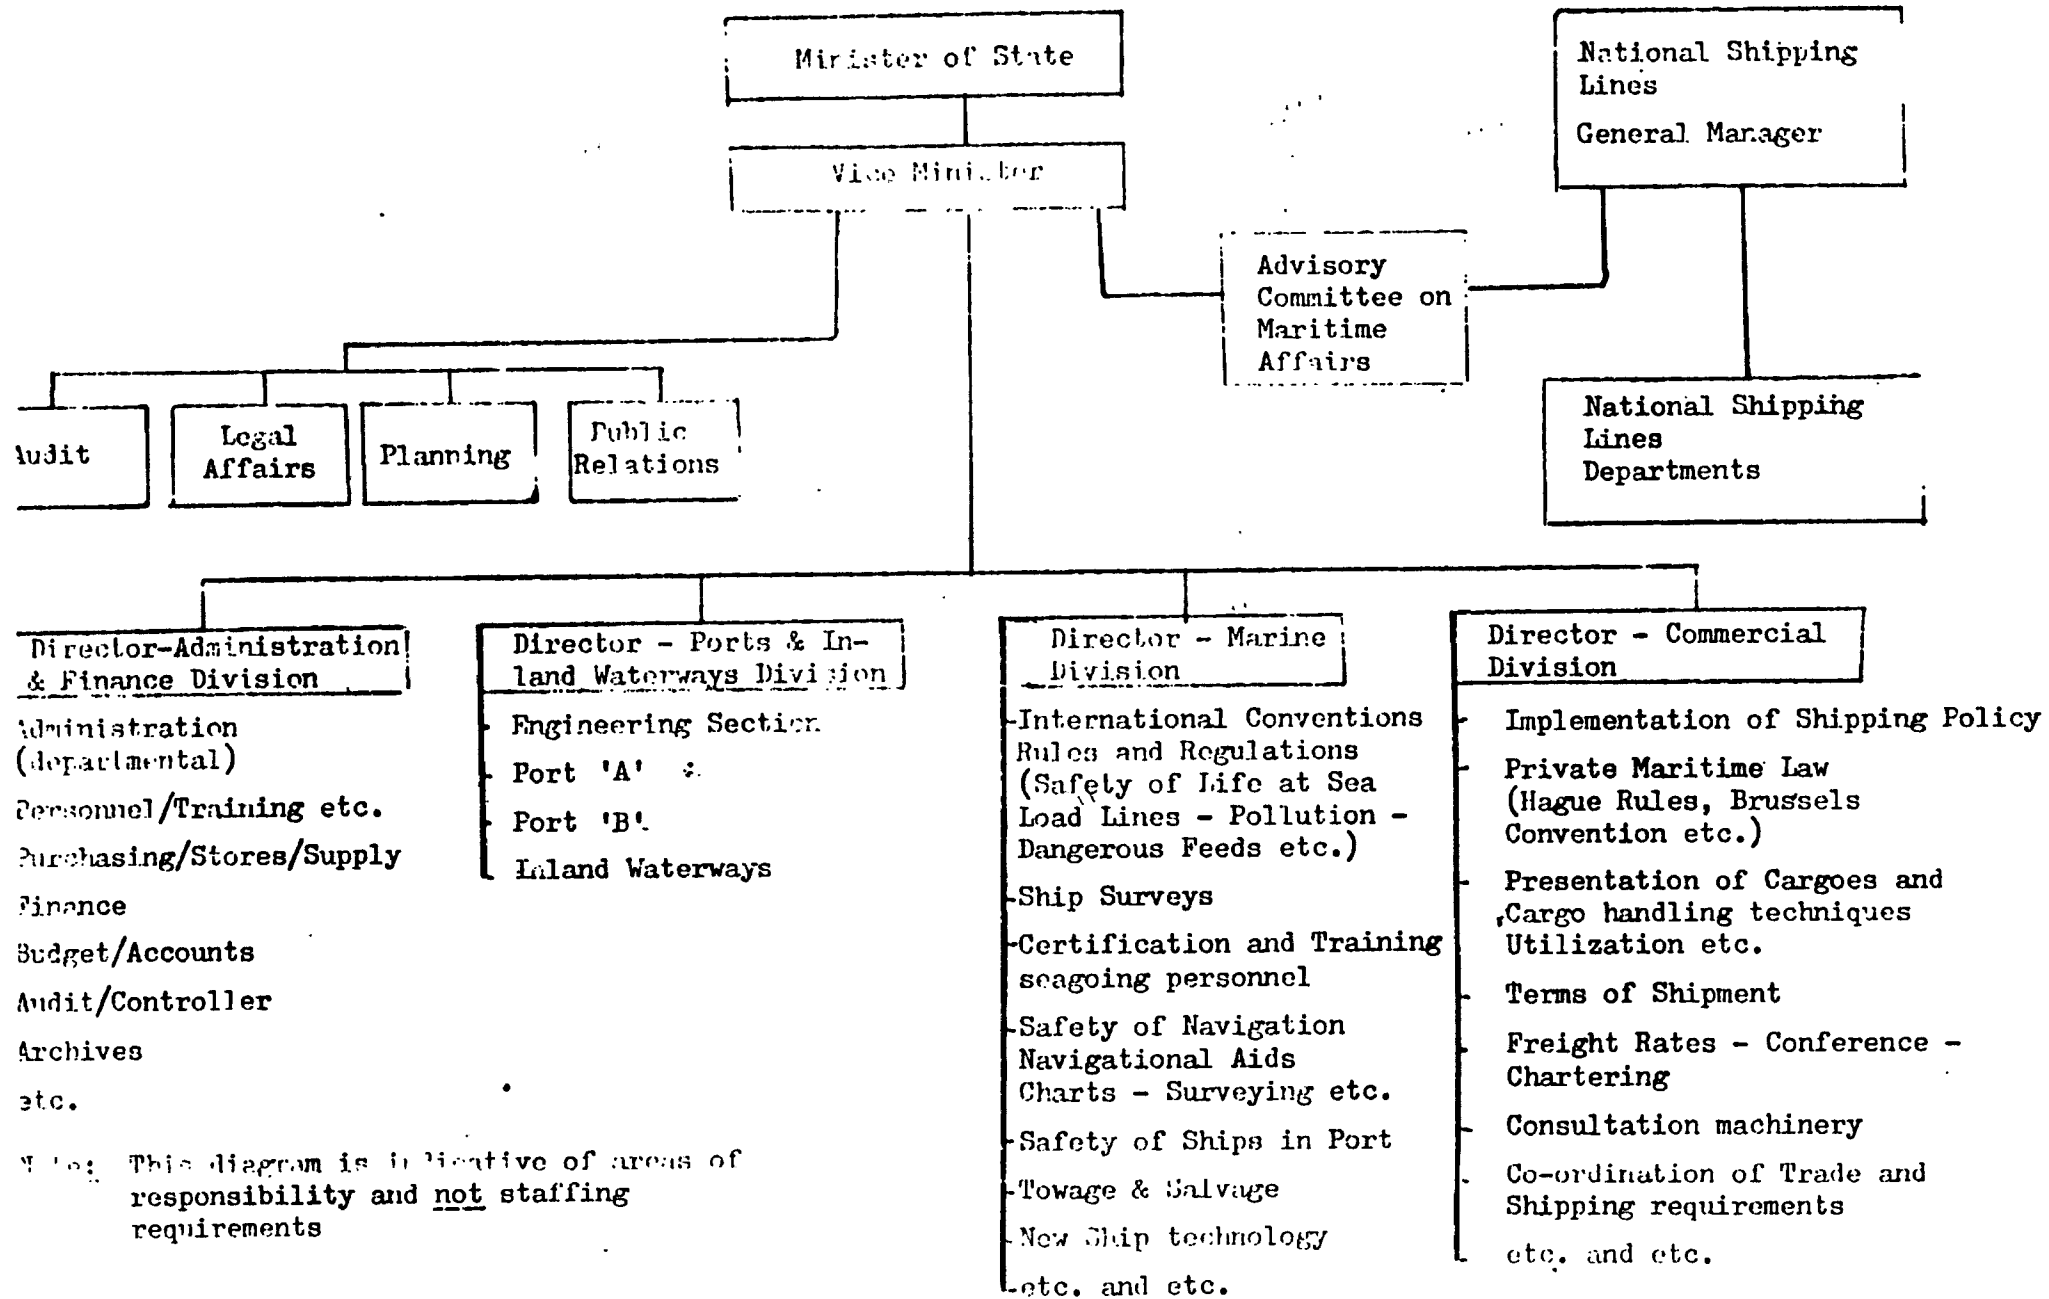 Minister of State
Vice Minister
National Shipping
Lines
General Manager
Advisory
Committee on
Maritime
Affairs
National Shipping
Lines
Departments
Audit
Legal
Affairs
Planning
Public
Relations
Director-Administration
& Finance Division
Administration
(departmental)
Personnel/Training etc.
Purchasing/Stores/Supply
Finance
Budget/Accounts
Audit/Controller
Archives
etc.
Director - Ports & In-
land Waterways Division
Engineering Section
Port 'A'
Port 'B'
Inland Waterways
Director - Marine
Division
International Conventions
Rules and Regulations
(Safety of Life at Sea
Load Lines - Pollution -
Dangerous Feeds etc.)
Ship Surveys
Certification and Training
seagoing personnel
Safety of Navigation
Navigational Aids
Charts - Surveying etc.
Safety of Ships in Port
Towage & Salvage
New Ship technology
etc. and etc.
Director - Commercial
Division
Implementation of Shipping Policy
Private Maritime Law
(Hague Rules, Brussels
Convention etc.)
Presentation of Cargoes and
Cargo handling techniques
Utilization etc.
Terms of Shipment
Freight Rates - Conference -
Chartering
Consultation machinery
Co-ordination of Trade and
Shipping requirements
etc. and etc.
Note: This diagram is indicative of areas of
responsibility and not staffing
requirements